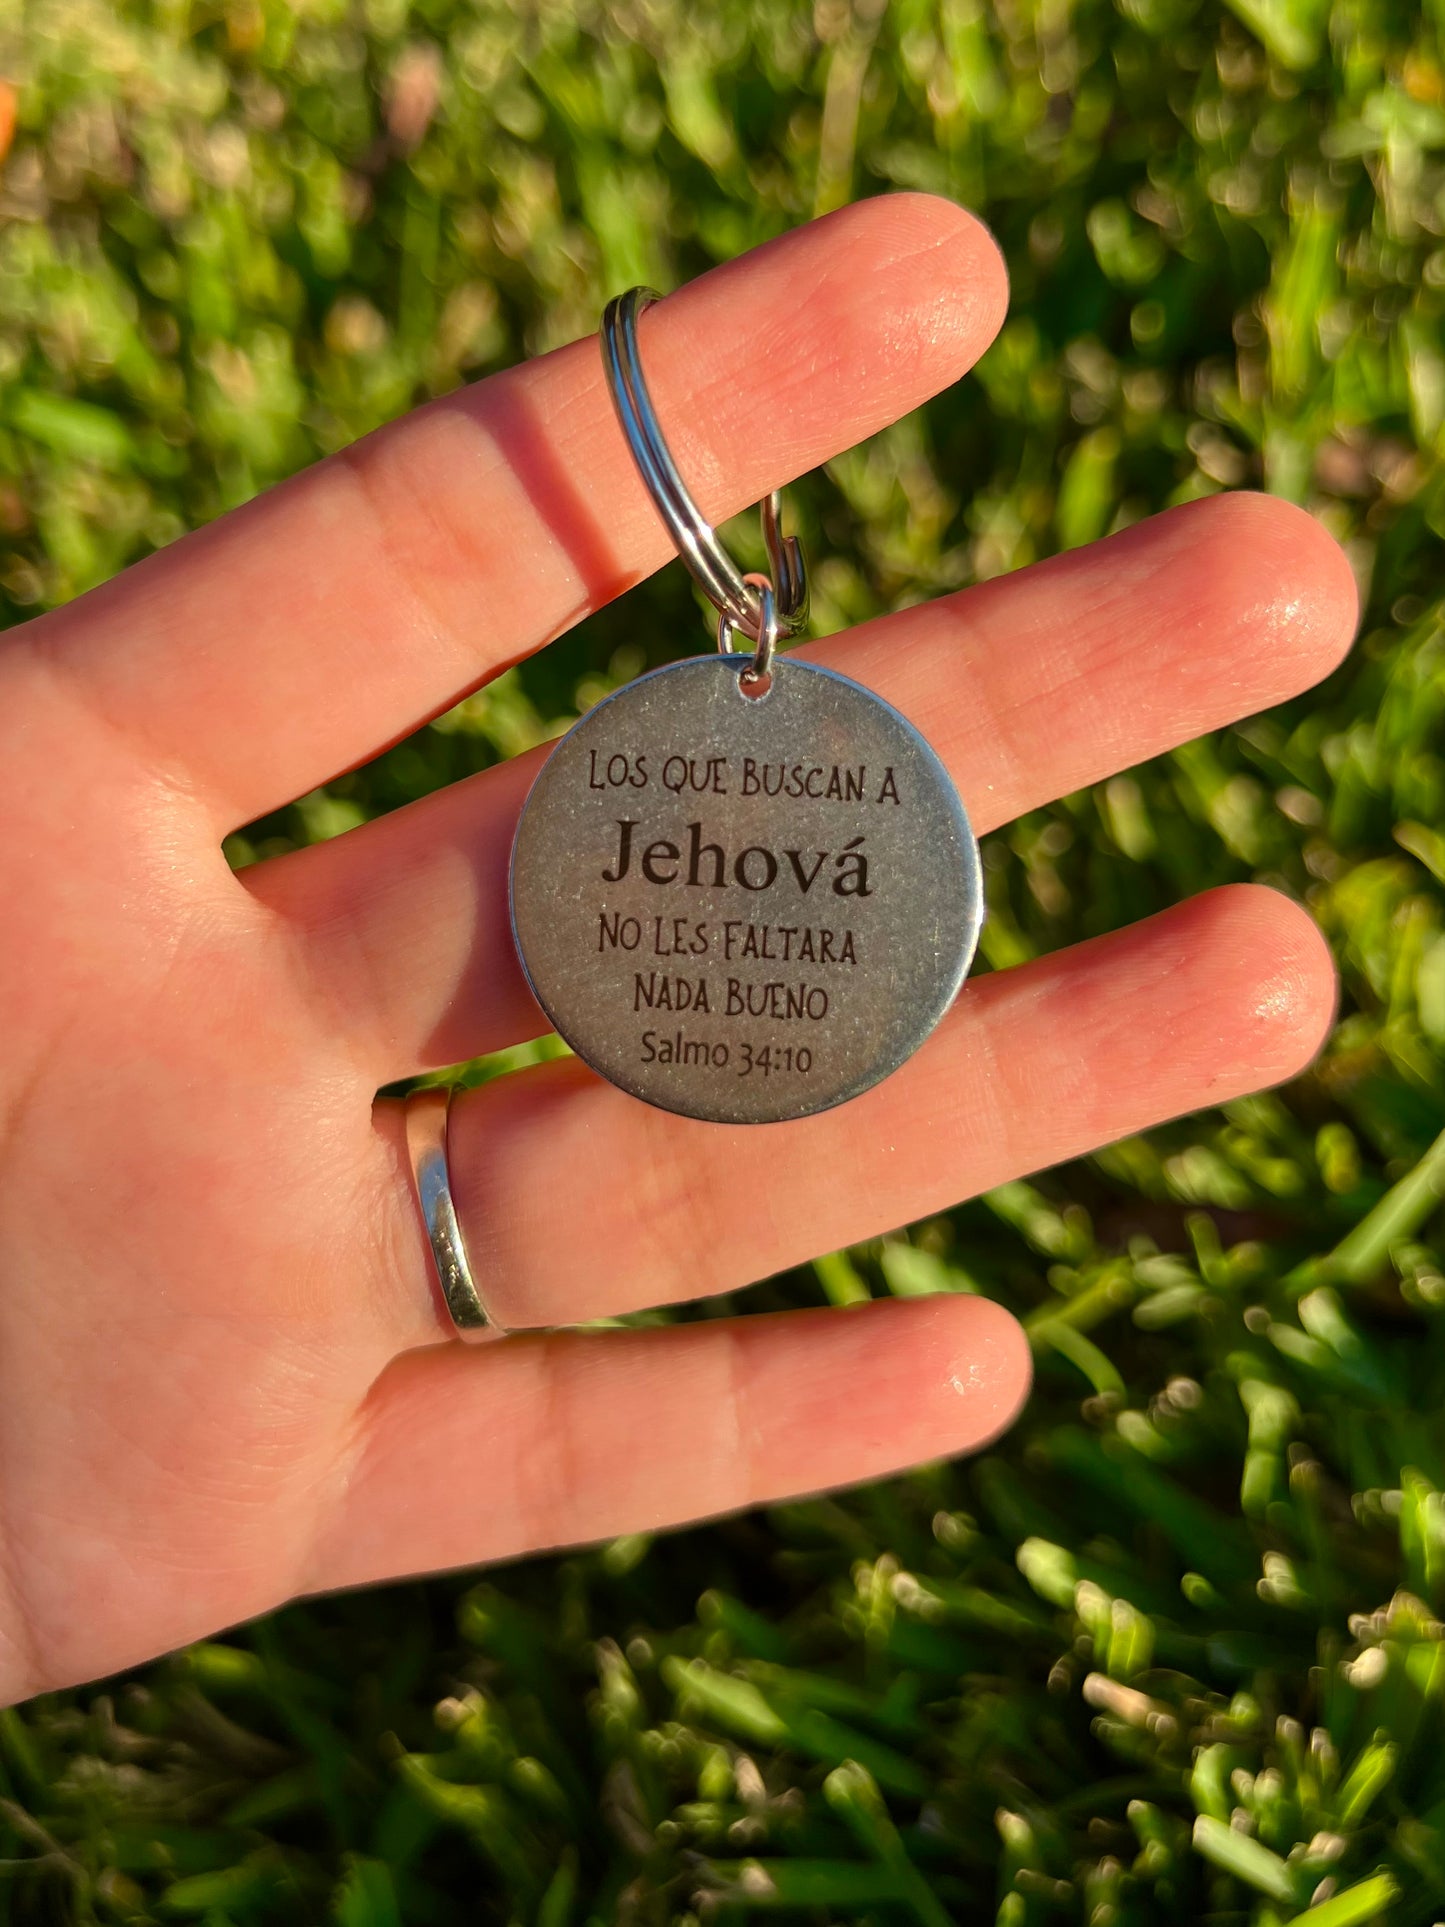 LOS QUE BUSCAN A
Jehová
NO LES FALTARA
NADA BUENO
Salmo 34:10